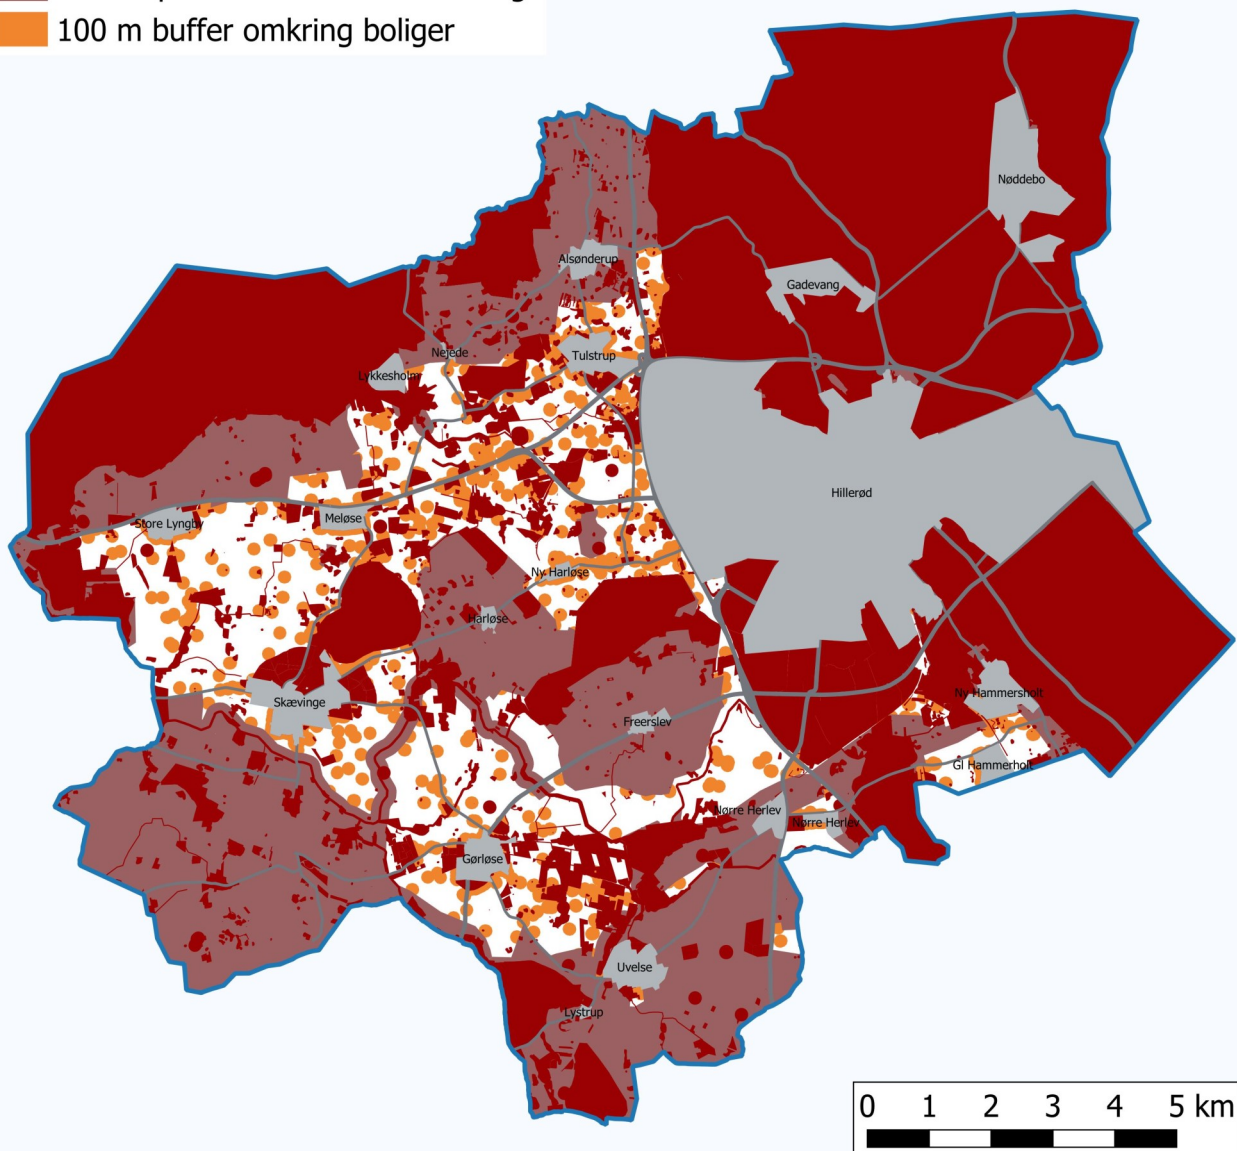 100 m buffer omkring boliger
Nøddebo
Alsønderup
Gadevang
Nejede
Tulstrup
Lykkesholm
Hillerød
Meløse
Store Lyngby
Ny Harløse
Harløse
Ny Hammersholt
Skævinge
Freerslev
Gl Hammerholt
Nørre Herlev
Nørre Herlev
Gørløse
Uvelse
Lystrup
0 1 2 3 4 5 km